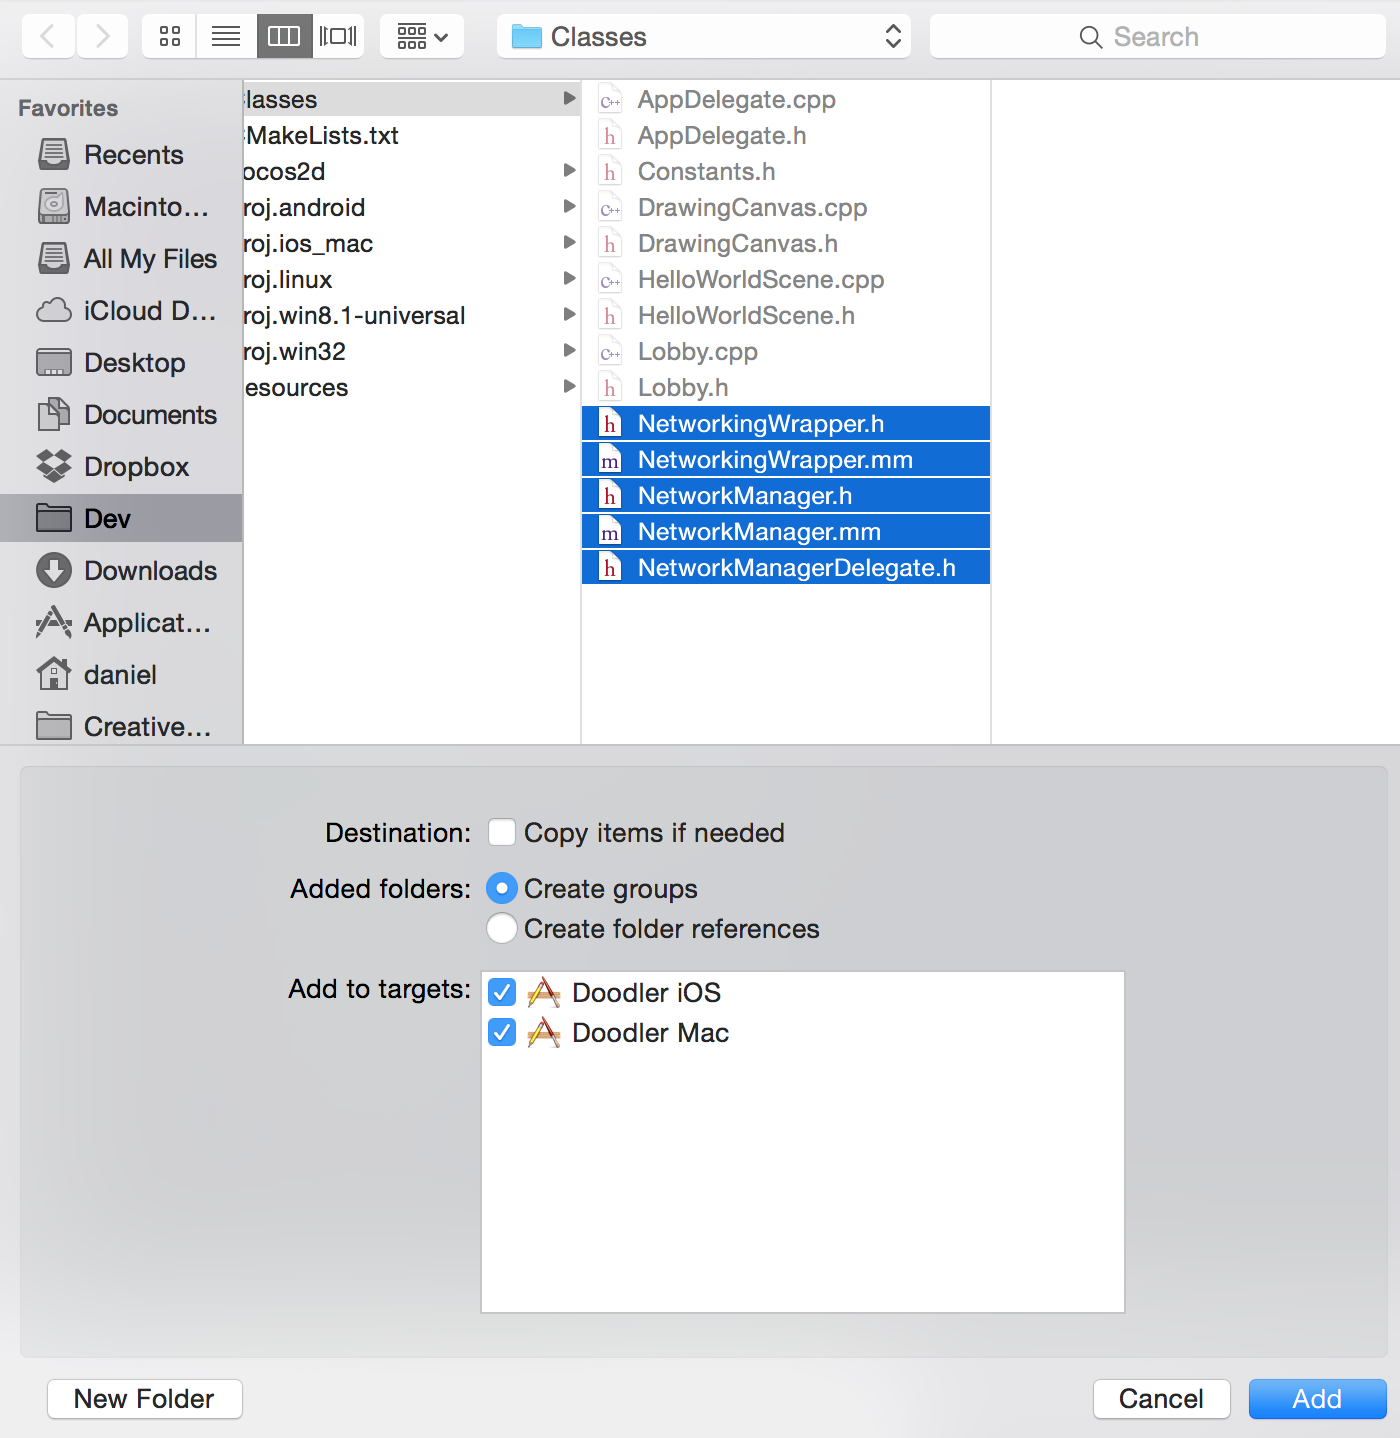 Classes
Search
Favorites
Recents
Macinto...
All My Files
iCloud D...
Desktop
Documents
Dropbox
Dev
Downloads
Applicat...
daniel
Creative...
lasses
MakeLists.txt
ocos2d
roj.android
roj.ios_mac
roj.linux
roj.win8.1-universal
roj.win32
esources
c++ AppDelegate.cpp
h AppDelegate.h
h Constants.h
c++ DrawingCanvas.cpp
h DrawingCanvas.h
c++ HelloWorldScene.cpp
h HelloWorldScene.h
c++ Lobby.cpp
h Lobby.h
h NetworkingWrapper.h
m NetworkingWrapper.mm
h NetworkManager.h
m NetworkManager.mm
h NetworkManagerDelegate.h
Destination: Copy items if needed
Added folders: Create groups
Create folder references
Add to targets: Doodler iOS
Doodler Mac
New Folder Cancel Add